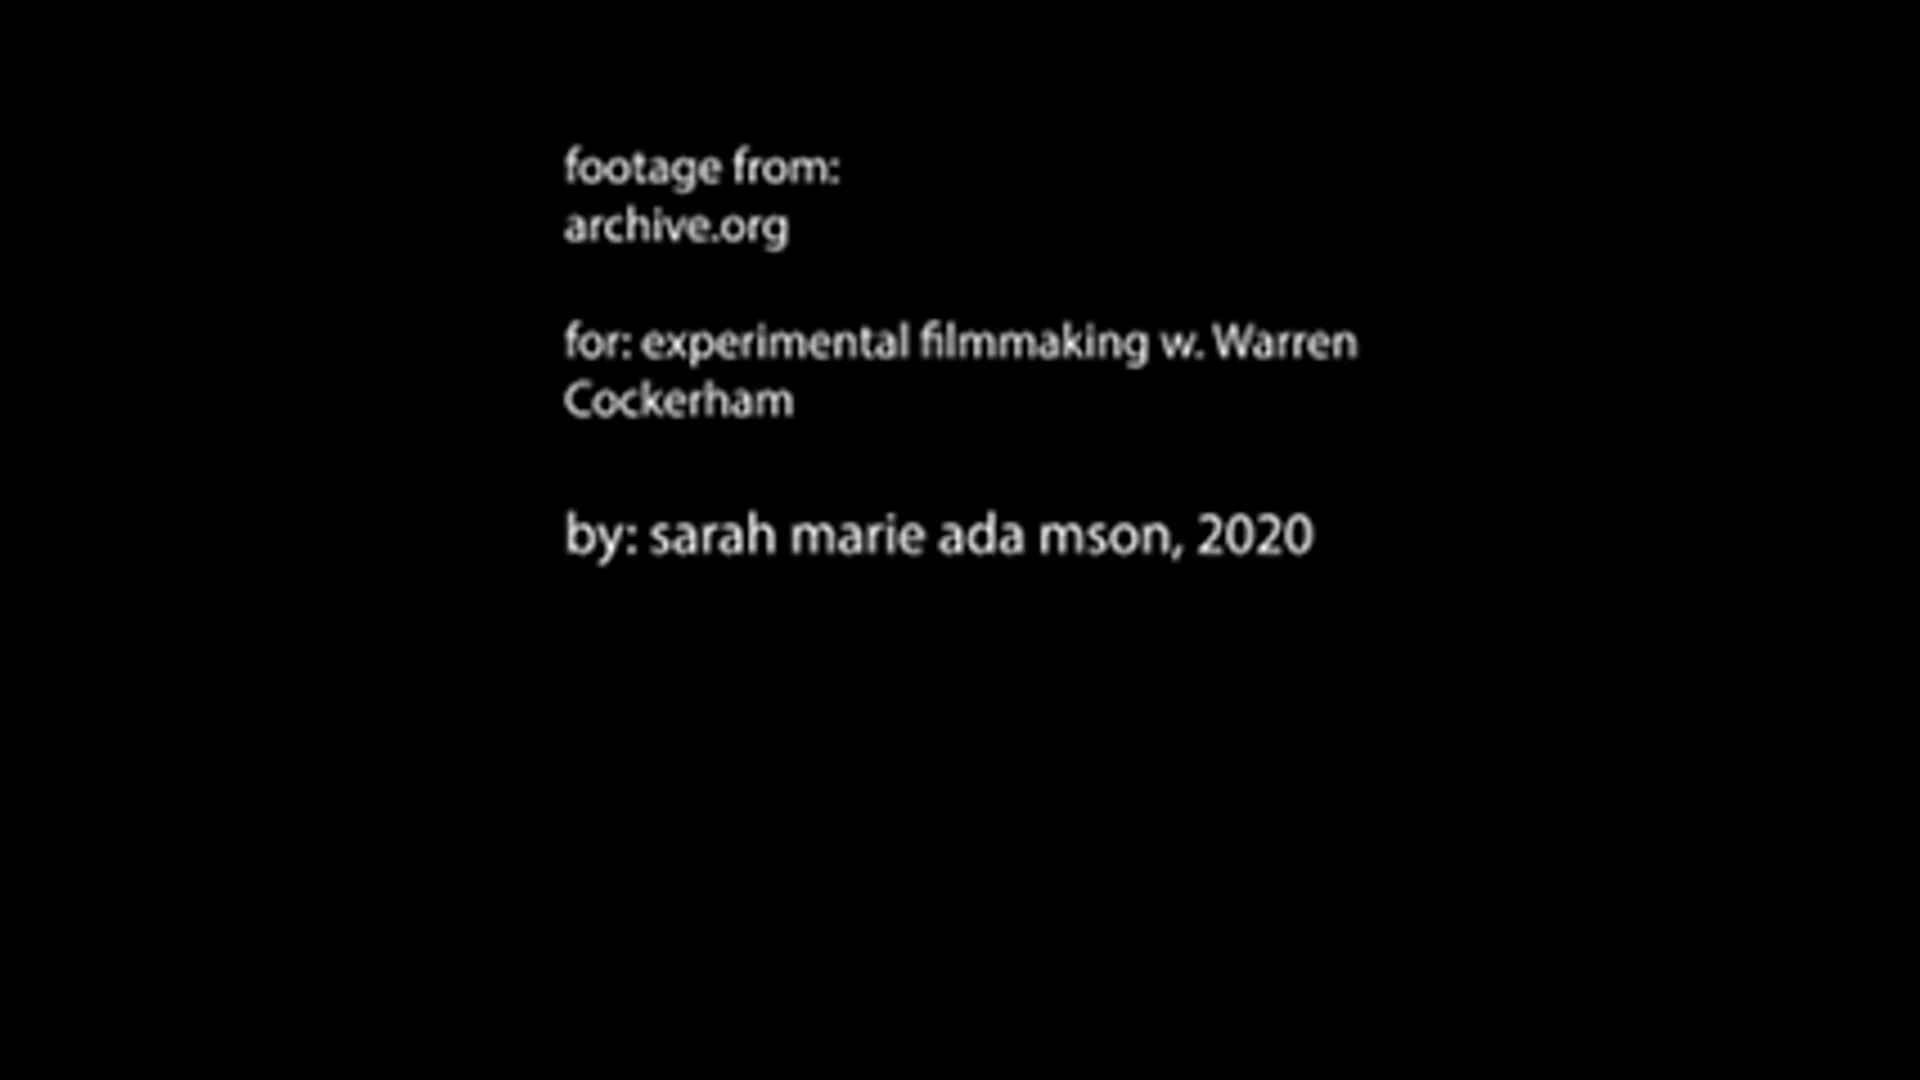 footage from:
archive.org
for: experimental filmmaking w. Warren
Cockerham
by: sarah marie ada mson, 2020